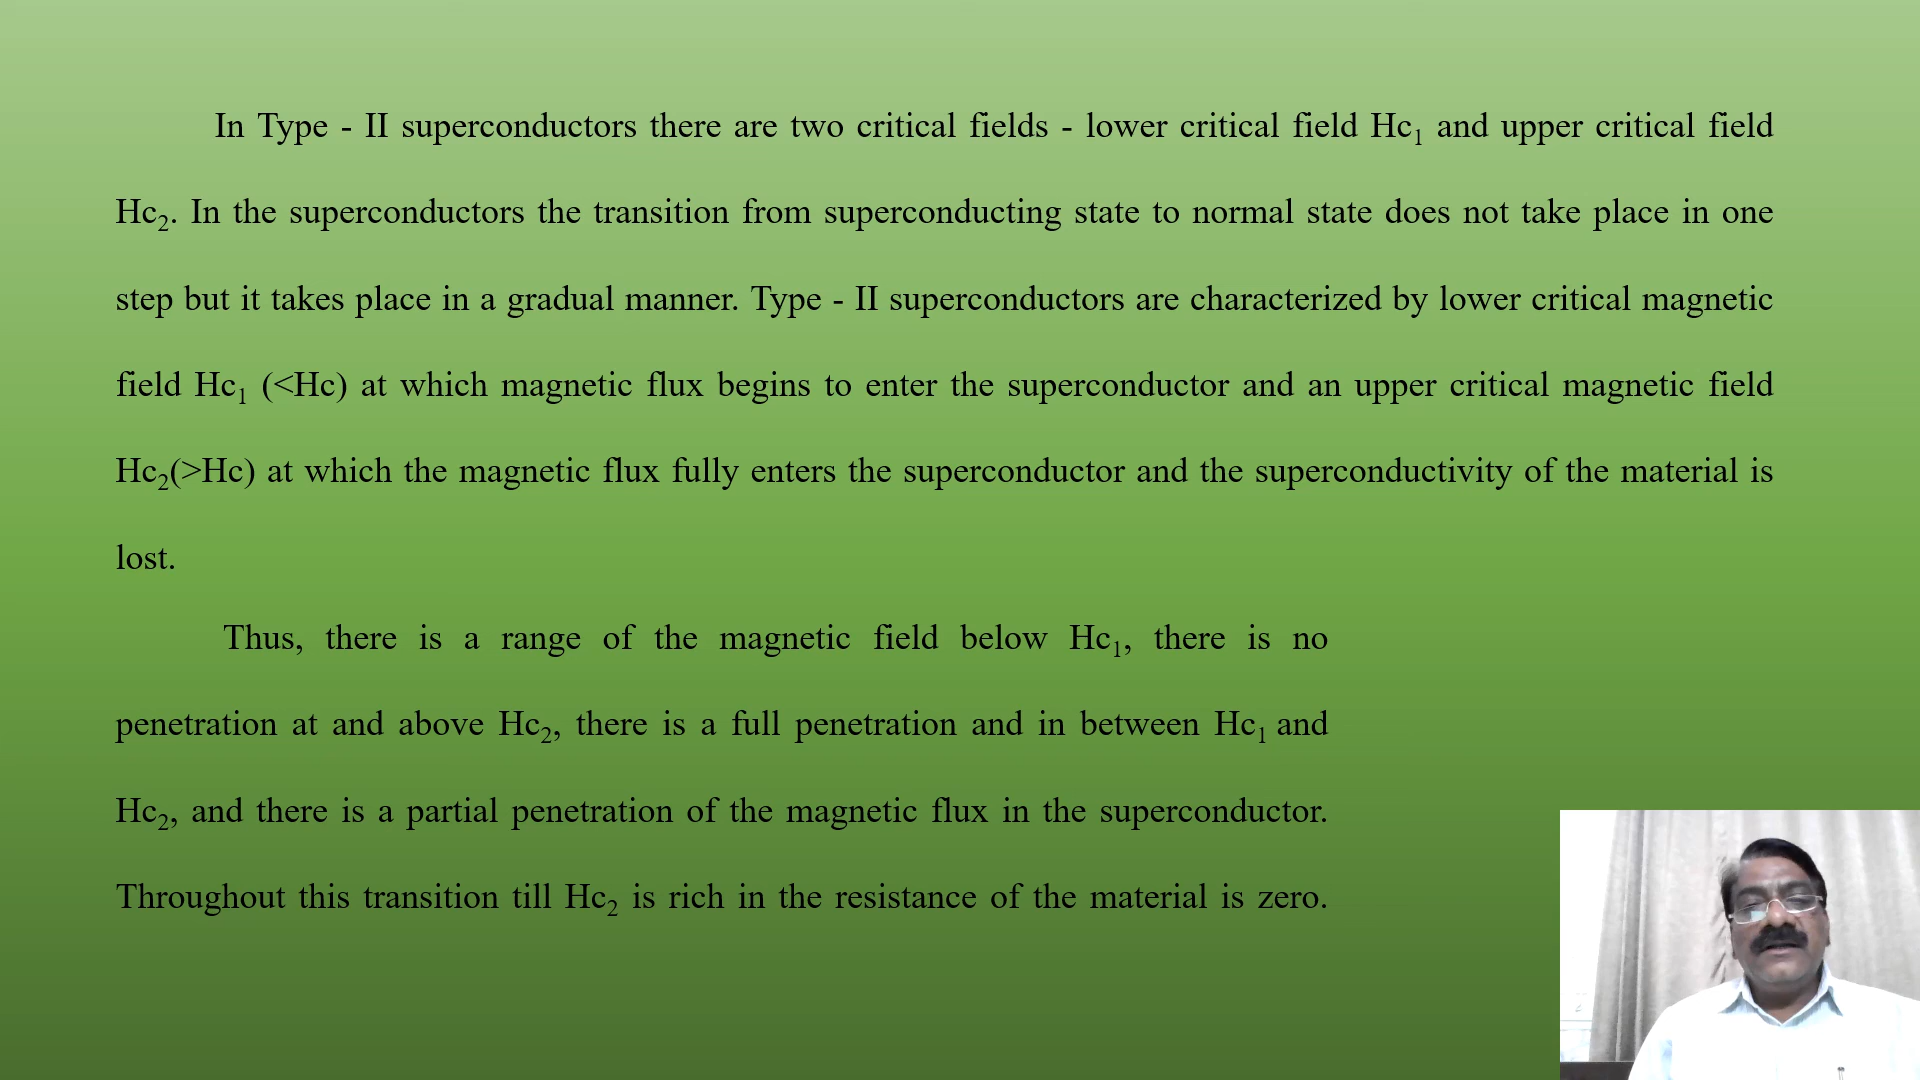 In Type - II superconductors there are two critical fields - lower critical field Hc₁ and upper critical field
Hc₂. In the superconductors the transition from superconducting state to normal state does not take place in one
step but it takes place in a gradual manner. Type - II superconductors are characterized by lower critical magnetic
field Hc₁ (<Hc) at which magnetic flux begins to enter the superconductor and an upper critical magnetic field
Hc₂(>Hc) at which the magnetic flux fully enters the superconductor and the superconductivity of the material is
lost.
Thus, there is a range of the magnetic field below Hc₁, there is no
penetration at and above Hc₂, there is a full penetration and in between Hc₁ and
Hc₂, and there is a partial penetration of the magnetic flux in the superconductor.
Throughout this transition till Hc₂ is rich in the resistance of the material is zero.